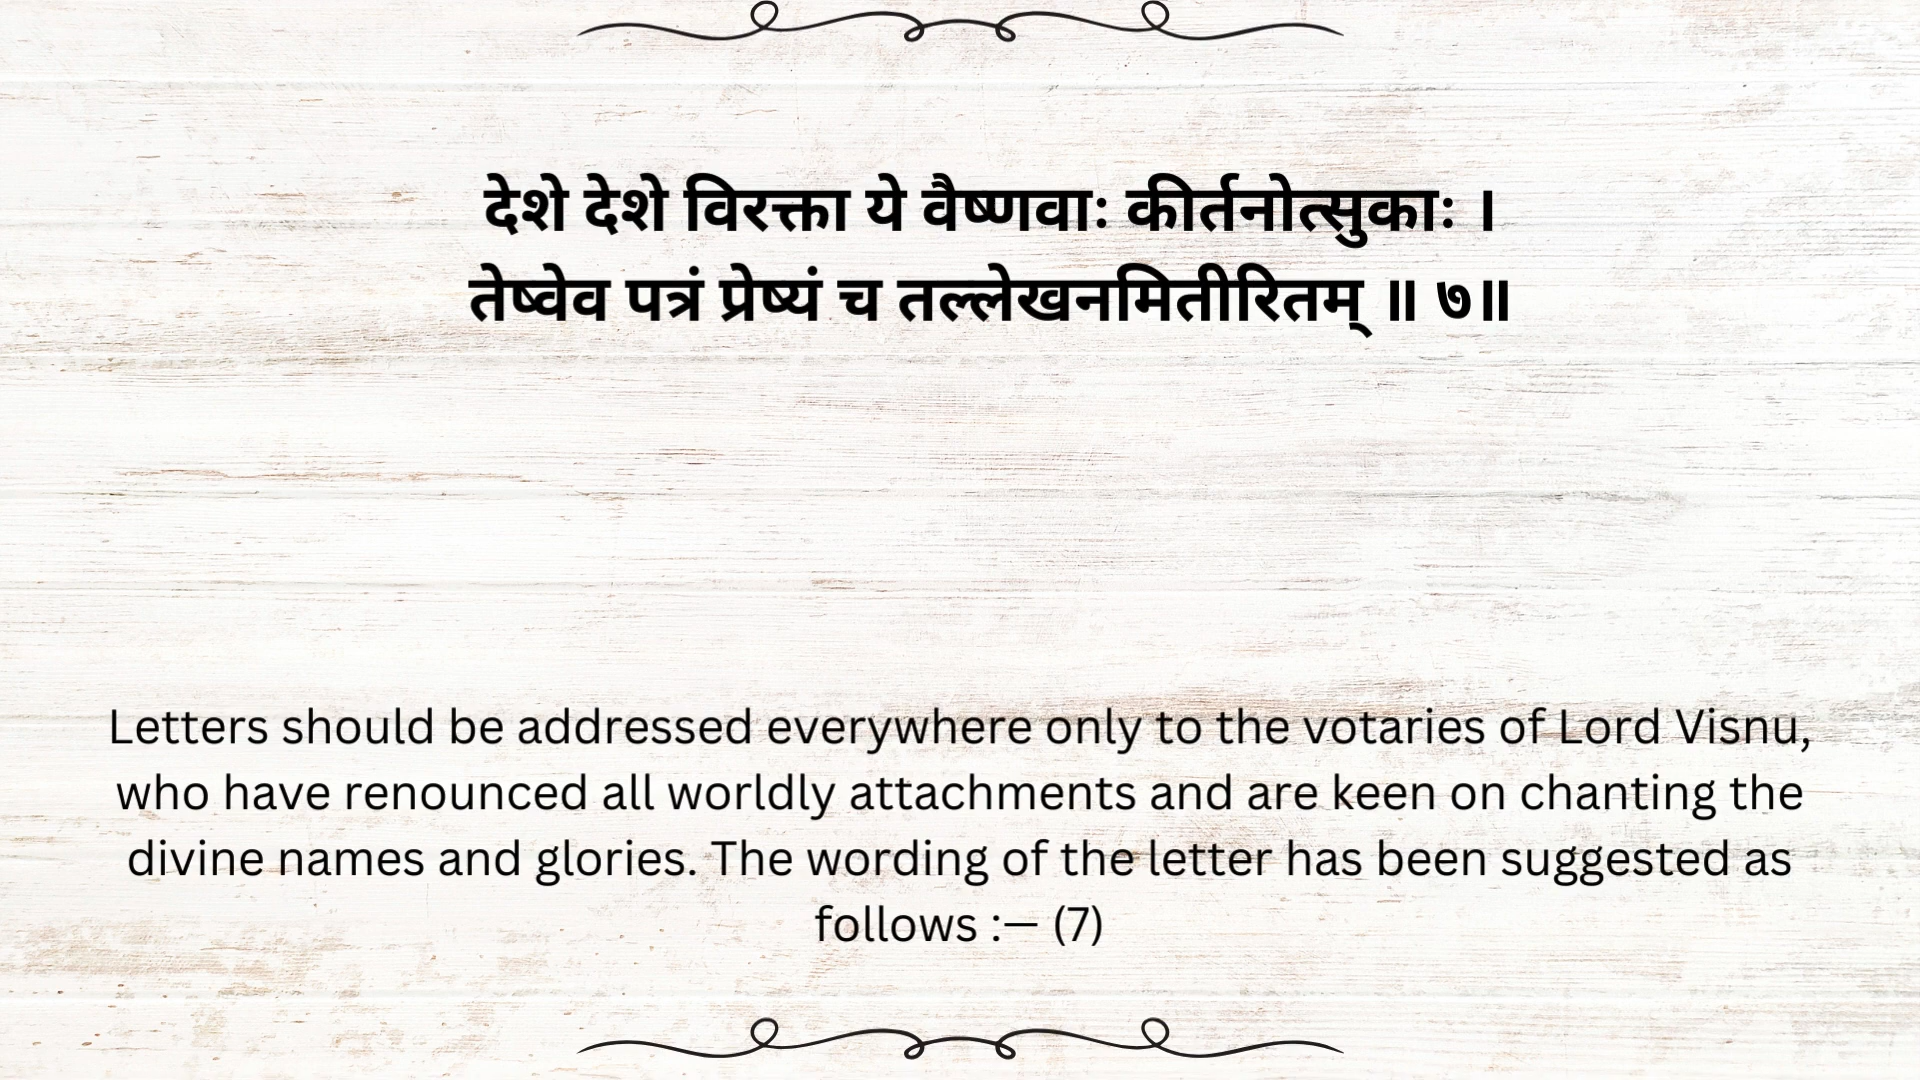 देशे देशे विरक्ता ये वैष्णवाः कीर्तनोत्सुकाः ।
तेष्वेव पत्रं प्रेष्यं च तल्लेखनमितीरितम् ॥ ७॥
Letters should be addressed everywhere only to the votaries of Lord Visnu,
who have renounced all worldly attachments and are keen on chanting the
divine names and glories. The wording of the letter has been suggested as
follows :— (7)